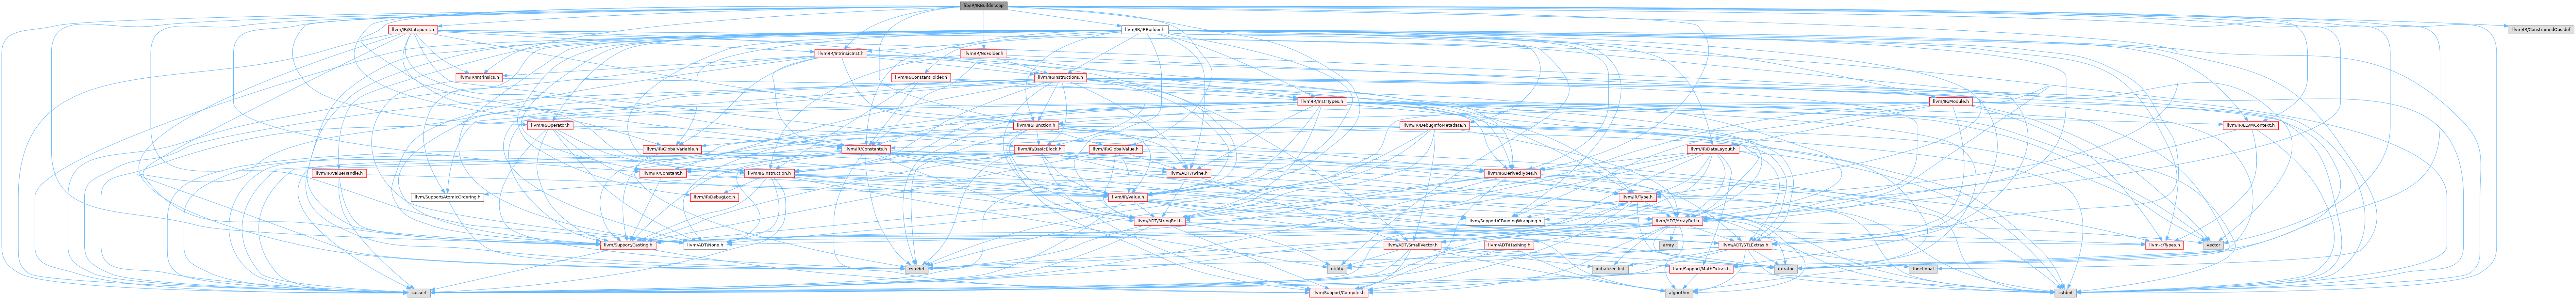 lib/IR/IRBuilder.cpp
llvm/IR/Statepoint.h
llvm/IR/IRBuilder.h
llvm/IR/ConstrainedOps.def
llvm/IR/IntrinsicInst.h
llvm/IR/NoFolder.h
llvm/IR/Intrinsics.h
llvm/IR/ConstantFolder.h
llvm/IR/Instructions.h
llvm/IR/InstrTypes.h
llvm/IR/Module.h
llvm/IR/Operator.h
llvm/IR/Function.h
llvm/IR/DebugInfoMetadata.h
llvm/IR/LLVMContext.h
llvm/IR/GlobalVariable.h
llvm/IR/Constants.h
llvm/IR/BasicBlock.h
llvm/IR/GlobalValue.h
llvm/IR/DataLayout.h
llvm/IR/ValueHandle.h
llvm/IR/Constant.h
llvm/IR/Instruction.h
llvm/ADT/Twine.h
llvm/IR/DerivedTypes.h
llvm/Support/AtomicOrdering.h
llvm/IR/DebugLoc.h
llvm/IR/Value.h
llvm/IR/Type.h
llvm/ADT/StringRef.h
llvm/Support/CBindingWrapping.h
llvm/ADT/ArrayRef.h
llvm/Support/Casting.h
llvm/ADT/None.h
llvm/ADT/SmallVector.h
llvm/ADT/Hashing.h
array
llvm/ADT/STLExtras.h
llvm-c/Types.h
vector
cstddef
utility
initializer_list
llvm/Support/MathExtras.h
iterator
functional
cassert
llvm/Support/Compiler.h
algorithm
cstdint